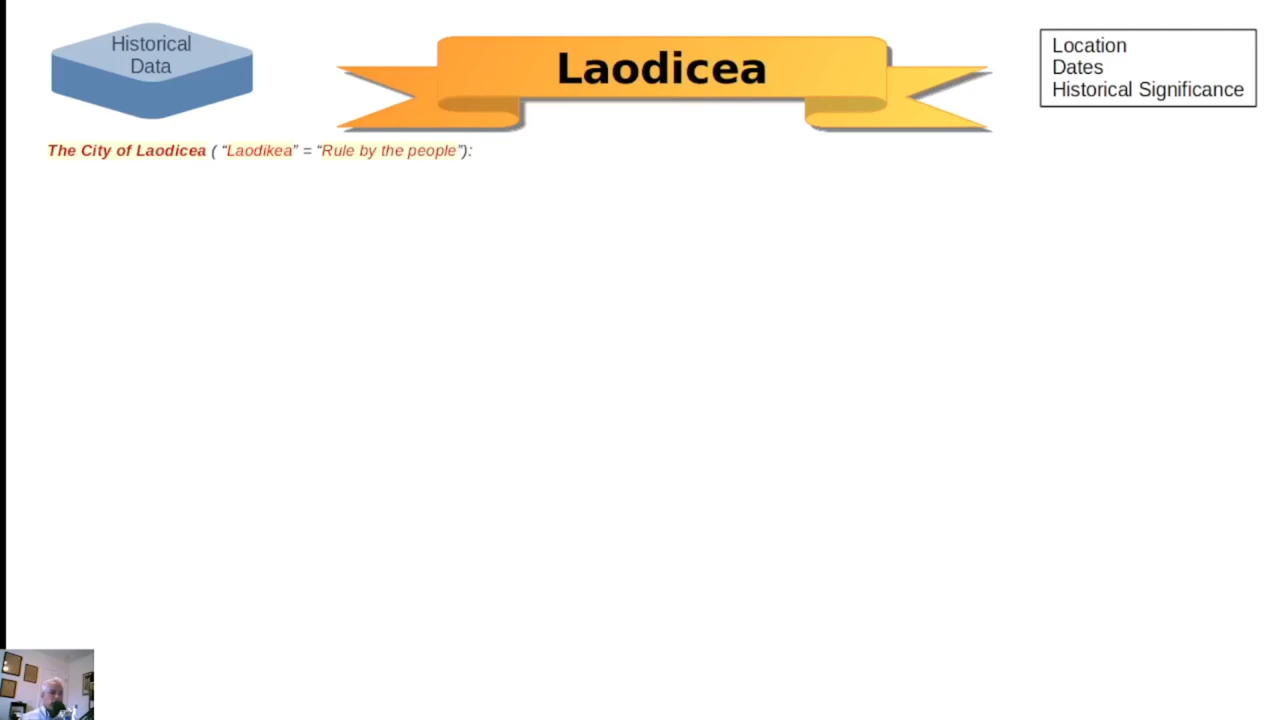 Historical
Data
Laodicea
Location
Dates
Historical Significance
The City of Laodicea ( “Laodikea” = “Rule by the people”):